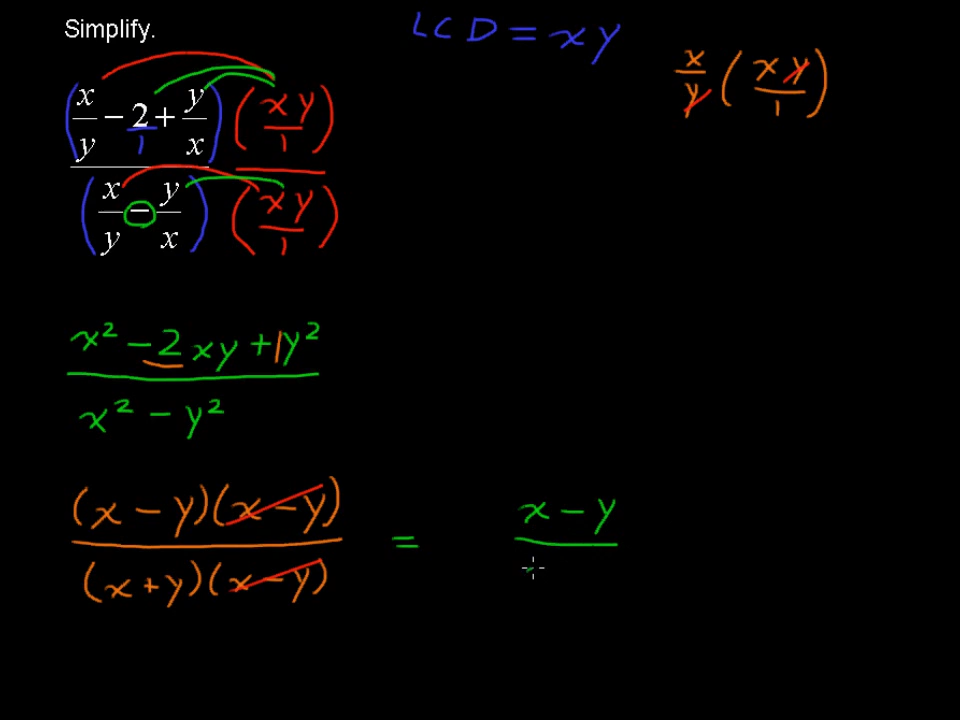 Simplify.
LCD = xy
(x/y - 2/1 + y/x) (xy/1)
(x/y - y/x) (xy/1)
x/y (xy/1)
x² - 2xy + 1y²
x² - y²
(x - y)(x - y)
(x + y)(x - y)
=
x - y